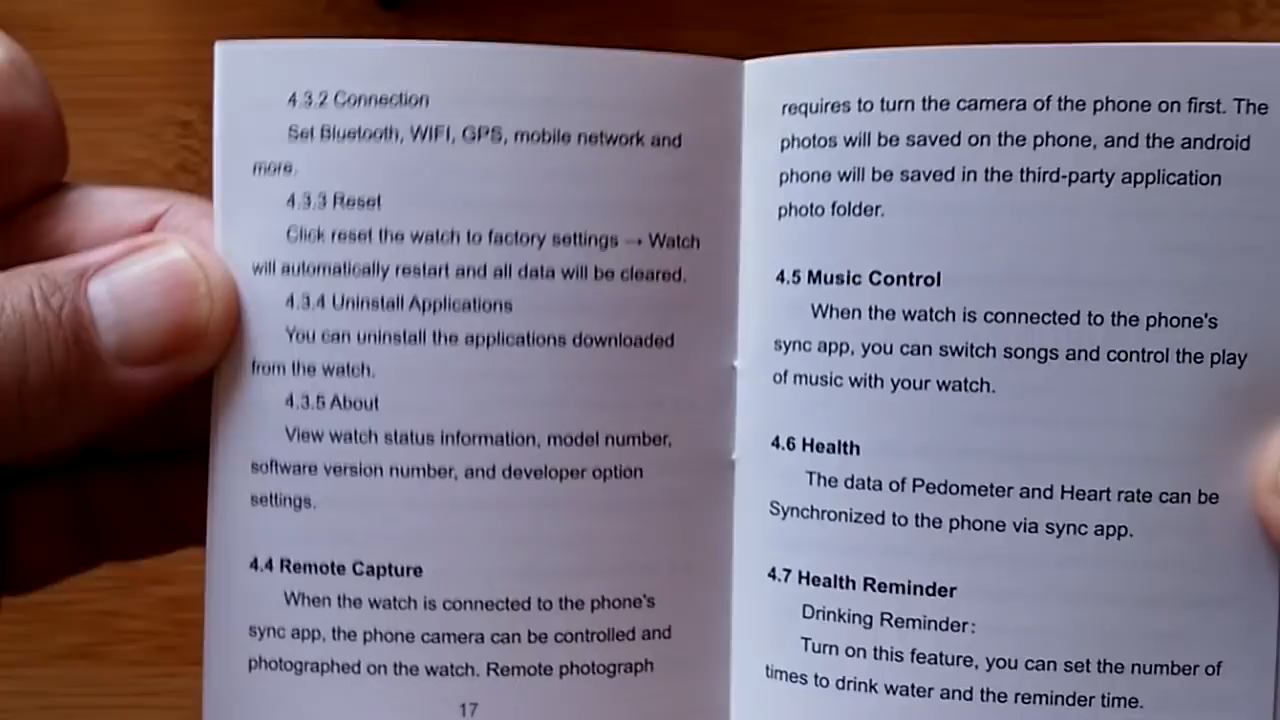 4.3.2 Connection
Set Bluetooth, WIFI, GPS, mobile network and
more.
4.3.3 Reset
Click reset the watch to factory settings → Watch
will automatically restart and all data will be cleared.
4.3.4 Uninstall Applications
You can uninstall the applications downloaded
from the watch.
4.3.5 About
View watch status information, model number,
software version number, and developer option
settings.
4.4 Remote Capture
When the watch is connected to the phone's
sync app, the phone camera can be controlled and
photographed on the watch. Remote photograph
17
requires to turn the camera of the phone on first. The
photos will be saved on the phone, and the android
phone will be saved in the third-party application
photo folder.
4.5 Music Control
When the watch is connected to the phone's
sync app, you can switch songs and control the play
of music with your watch.
4.6 Health
The data of Pedometer and Heart rate can be
Synchronized to the phone via sync app.
4.7 Health Reminder
Drinking Reminder:
Turn on this feature, you can set the number of
times to drink water and the reminder time.